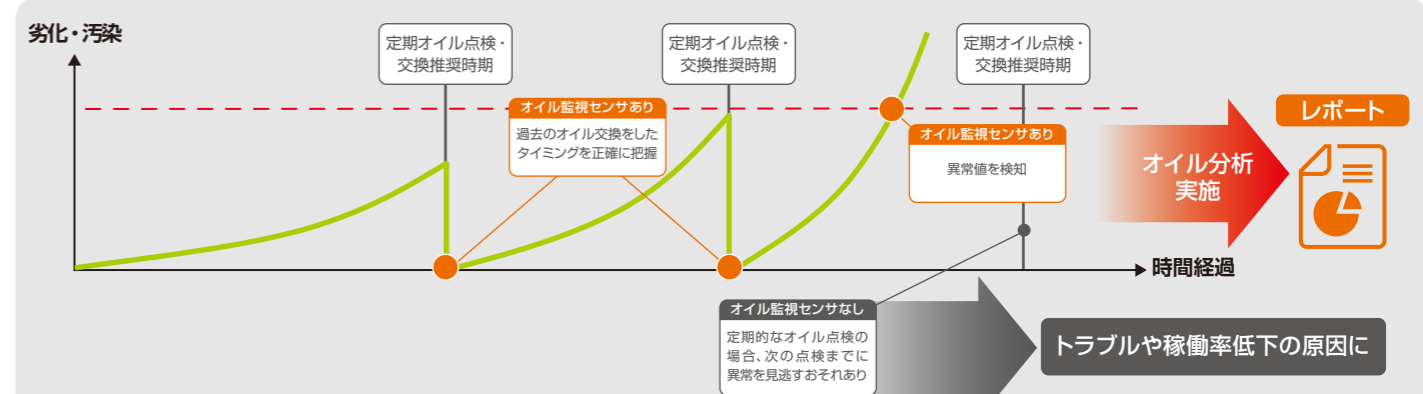 劣化・汚染
定期オイル点検・
交換推奨時期
定期オイル点検・
交換推奨時期
定期オイル点検・
交換推奨時期
オイル監視センサあり
過去のオイル交換をした
タイミングを正確に把握
オイル監視センサあり
異常値を検知
オイル分析
実施
レポート
時間経過
オイル監視センサなし
定期的なオイル点検の
場合、次の点検までに
異常を見逃すおそれあり
トラブルや稼働率低下の原因に